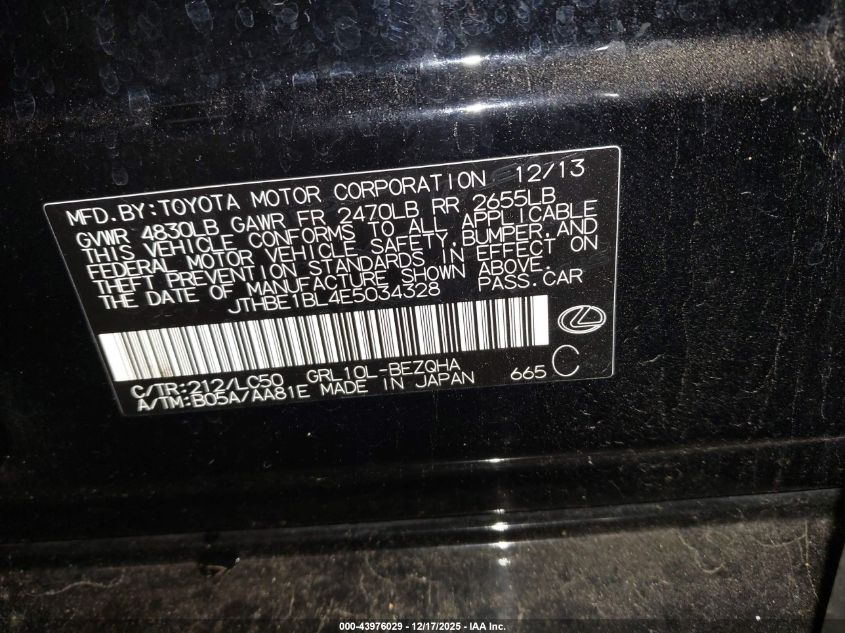 MFD.BY:TOYOTA MOTOR CORPORATION 12/13
GVWR 4830LB GAWR FR 2470LB RR 2655LB
THIS VEHICLE CONFORMS TO ALL APPLICABLE
FEDERAL MOTOR VEHICLE SAFETY,BUMPER,AND
THEFT PREVENTION STANDARDS IN EFFECT ON
THE DATE OF MANUFACTURE SHOWN ABOVE.
JTHBE1BL4E5034328 PASS.CAR
C/TR:212/LC50 GRL10L-BEZQHA
A/TM:B05A/AA81E MADE IN JAPAN 665 C
000-43976029 - 12/17/2025 - IAA Inc.